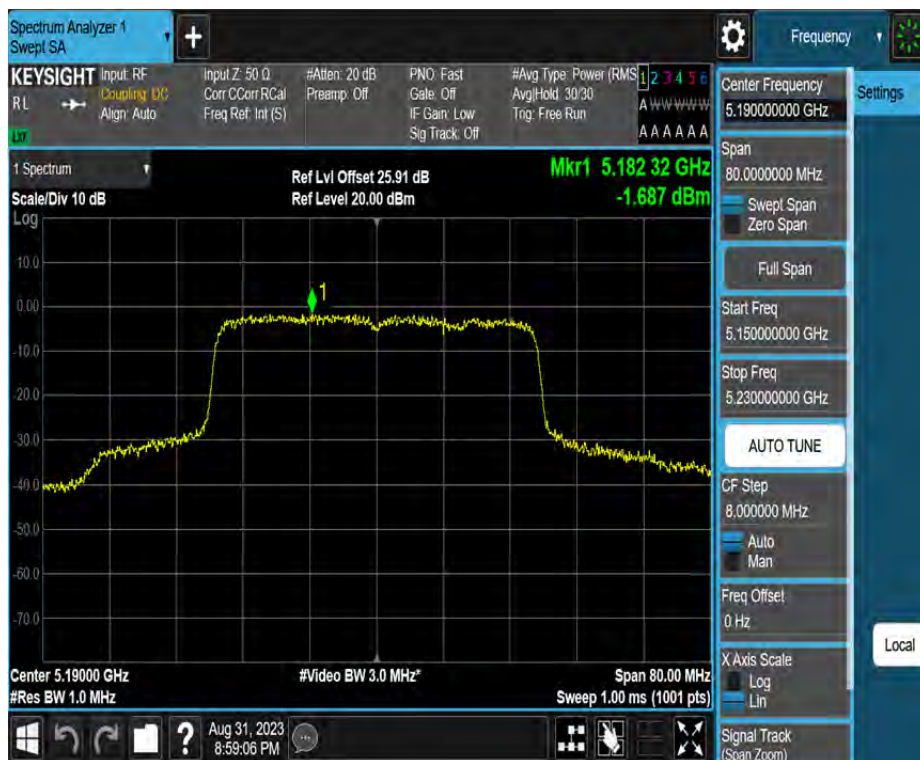 Spectrum Analyzer 1
Swept SA
+
Frequency
KEYSIGHT
RL
Input: RF
Coupling: DC
Align: Auto
Input Z: 50 Ω
Corr CCorr RCal
Freq Ref: Int (S)
#Atten: 20 dB
Preamp: Off
PNO: Fast
Gate: Off
IF Gain: Low
Sig Track: Off
#Avg Type: Power (RMS
Avg|Hold: 30/30
Trig: Free Run
1 2 3 4 5 6
A W W W W W
A A A A A A
Center Frequency
5.190000000 GHz
Settings
Span
80.0000000 MHz
Swept Span
Zero Span
Full Span
Start Freq
5.150000000 GHz
Stop Freq
5.230000000 GHz
AUTO TUNE
CF Step
8.000000 MHz
Auto
Man
Freq Offset
0 Hz
X Axis Scale
Log
Lin
Signal Track
(Span Zoom)
Local
1 Spectrum
Scale/Div 10 dB
Log
Ref Lvl Offset 25.91 dB
Ref Level 20.00 dBm
Mkr1 5.182 32 GHz
-1.687 dBm
1
10.0
0.00
-10.0
-20.0
-30.0
-40.0
-50.0
-60.0
-70.0
Center 5.19000 GHz
#Res BW 1.0 MHz
#Video BW 3.0 MHz*
Span 80.00 MHz
Sweep 1.00 ms (1001 pts)
?
Aug 31, 2023
8:59:06 PM